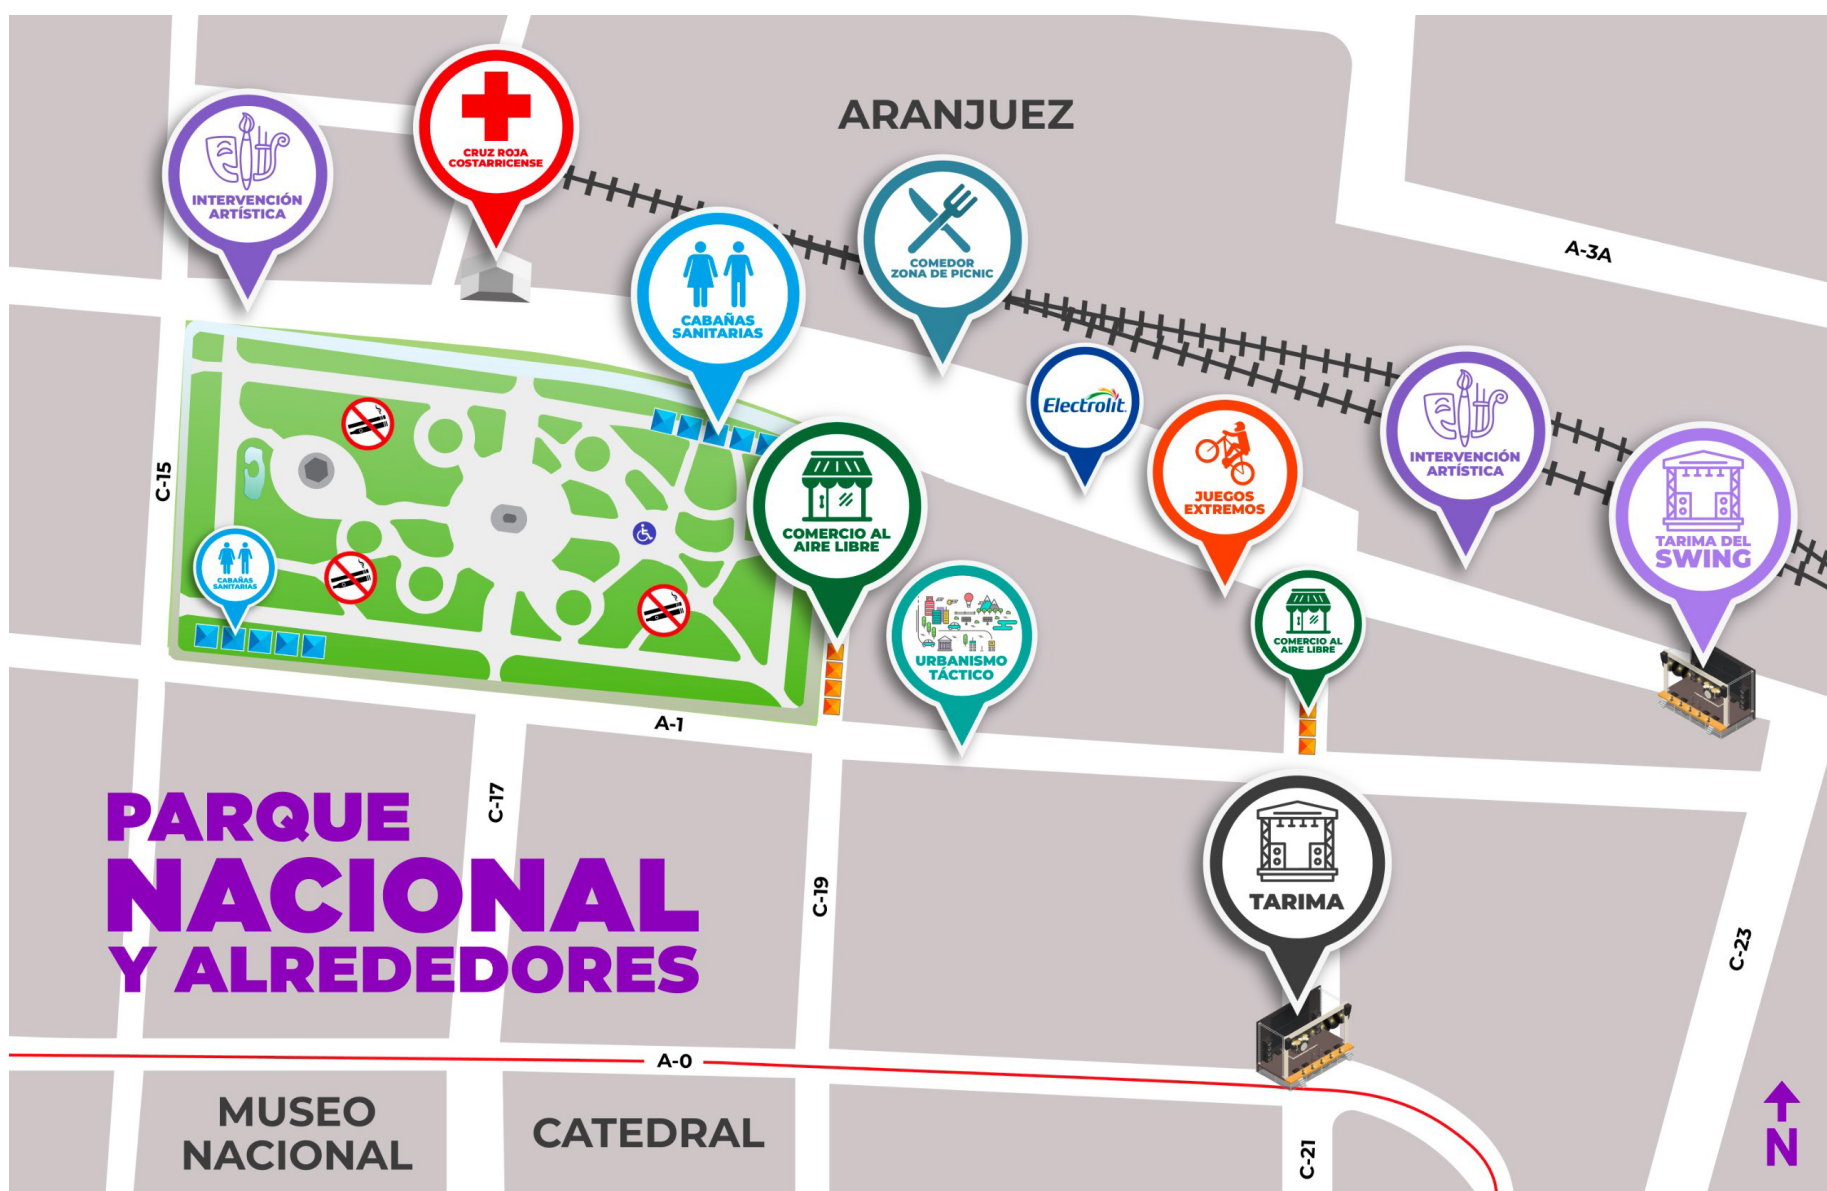 ARANJUEZ
CRUZ ROJA
COSTARRICENSE
INTERVENCIÓN
ARTÍSTICA
A-3A
COMEDOR
ZONA DE PICNIC
CABAÑAS
SANITARIAS
Electrolit.
INTERVENCIÓN
ARTÍSTICA
JUEGOS
EXTREMOS
TARIMA DEL
SWING
C-15
COMERCIO AL
AIRE LIBRE
CABAÑAS
SANITARIAS
COMERCIO AL
AIRE LIBRE
URBANISMO
TÁCTICO
A-1
C-17
PARQUE
NACIONAL
Y ALREDEDORES
C-19
TARIMA
C-23
A-0
MUSEO
NACIONAL
CATEDRAL
C-21
N